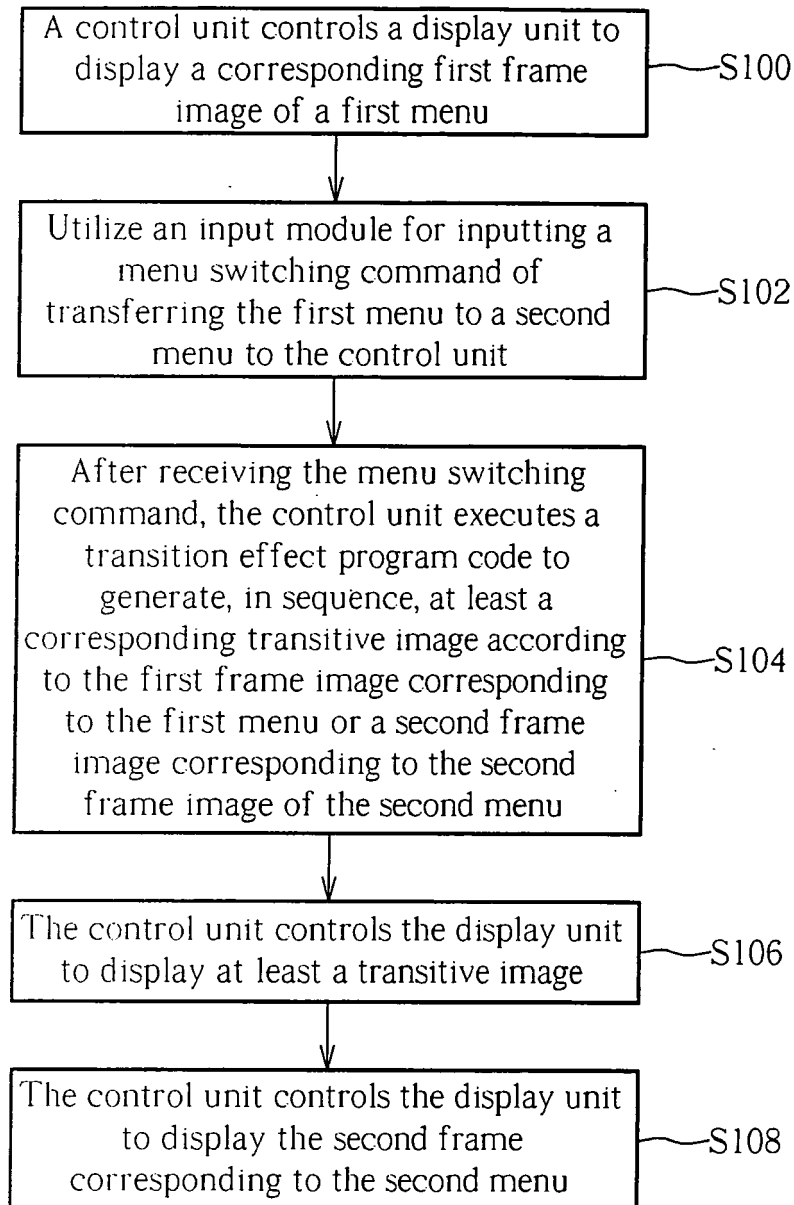 A control unit controls a display unit to
display a corresponding first frame
image of a first menu
S100
Utilize an input module for inputting a
menu switching command of
transferring the first menu to a second
menu to the control unit
S102
After receiving the menu switching
command, the control unit executes a
transition effect program code to
generate, in sequence, at least a
corresponding transitive image according
to the first frame image corresponding
to the first menu or a second frame
image corresponding to the second
frame image of the second menu
S104
The control unit controls the display unit
to display at least a transitive image
S106
The control unit controls the display unit
to display the second frame
corresponding to the second menu
S108